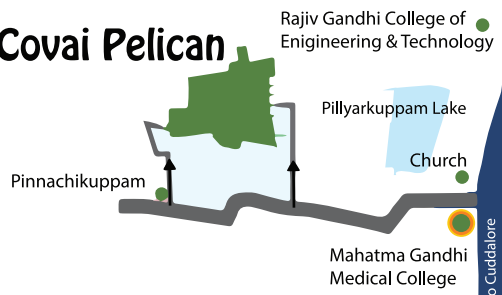 Covai Pelican
Rajiv Gandhi College of
Enigineering & Technology
Pillyarkuppam Lake
Church
Pinnachikuppam
Mahatma Gandhi
Medical College
Cuddalore